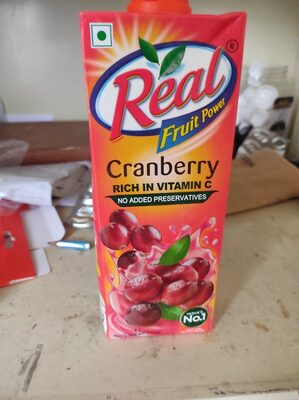 Real®
Fruit Power
Cranberry
RICH IN VITAMIN C
NO ADDED PRESERVATIVES
No.1